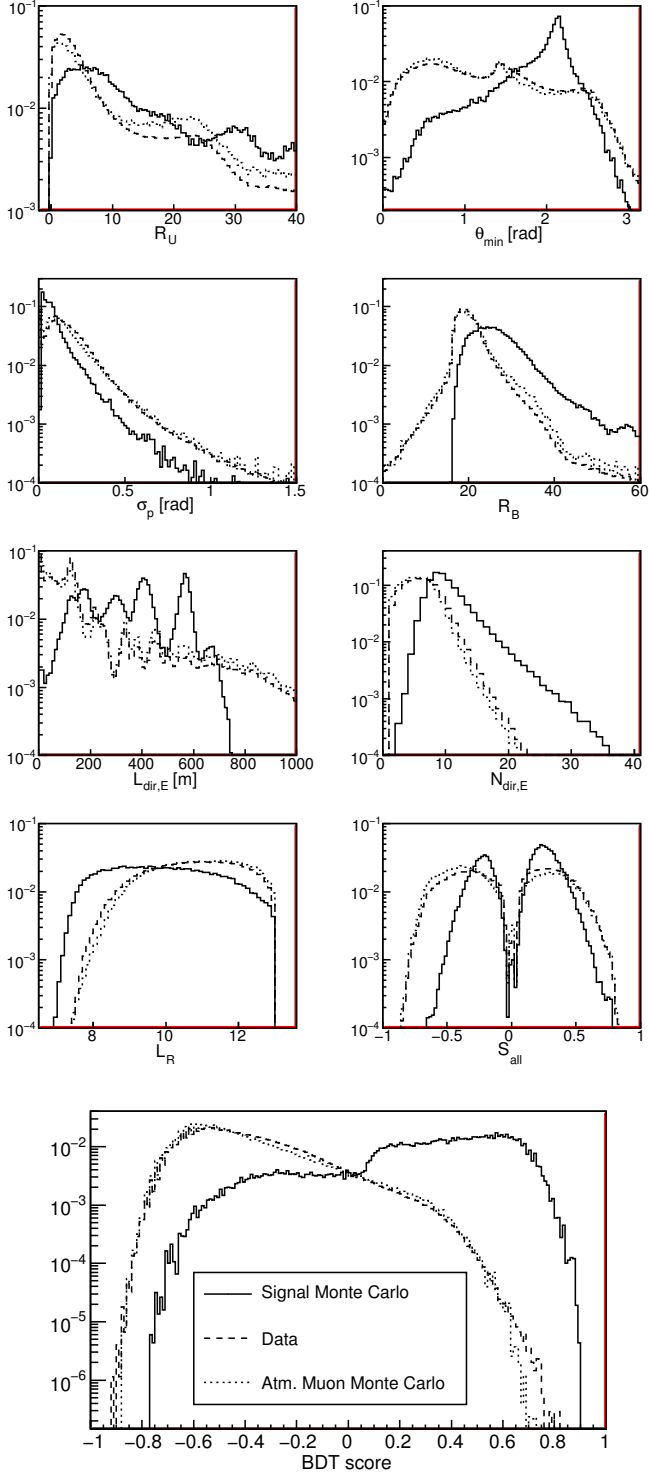 10⁻¹
10⁻²
10⁻³
0 10 20 30 40
R_U
10⁻¹
10⁻²
10⁻³
0 1 2 3
θ_min [rad]
10⁻¹
10⁻²
10⁻³
10⁻⁴
0 0.5 1 1.5
σ_p [rad]
10⁻¹
10⁻²
10⁻³
10⁻⁴
20 40 60
R_B
10⁻¹
10⁻²
10⁻³
10⁻⁴
0 200 400 600 800 1000
L_dir,E [m]
10⁻¹
10⁻²
10⁻³
10⁻⁴
0 10 20 30 40
N_dir,E
10⁻¹
10⁻²
10⁻³
10⁻⁴
8 10 12
L_R
10⁻¹
10⁻²
10⁻³
10⁻⁴
−1 −0.5 0 0.5 1
S_all
10⁻²
10⁻³
10⁻⁴
10⁻⁵
10⁻⁶
Signal Monte Carlo
Data
Atm. Muon Monte Carlo
−1 −0.8 −0.6 −0.4 −0.2 0 0.2 0.4 0.6 0.8 1
BDT score